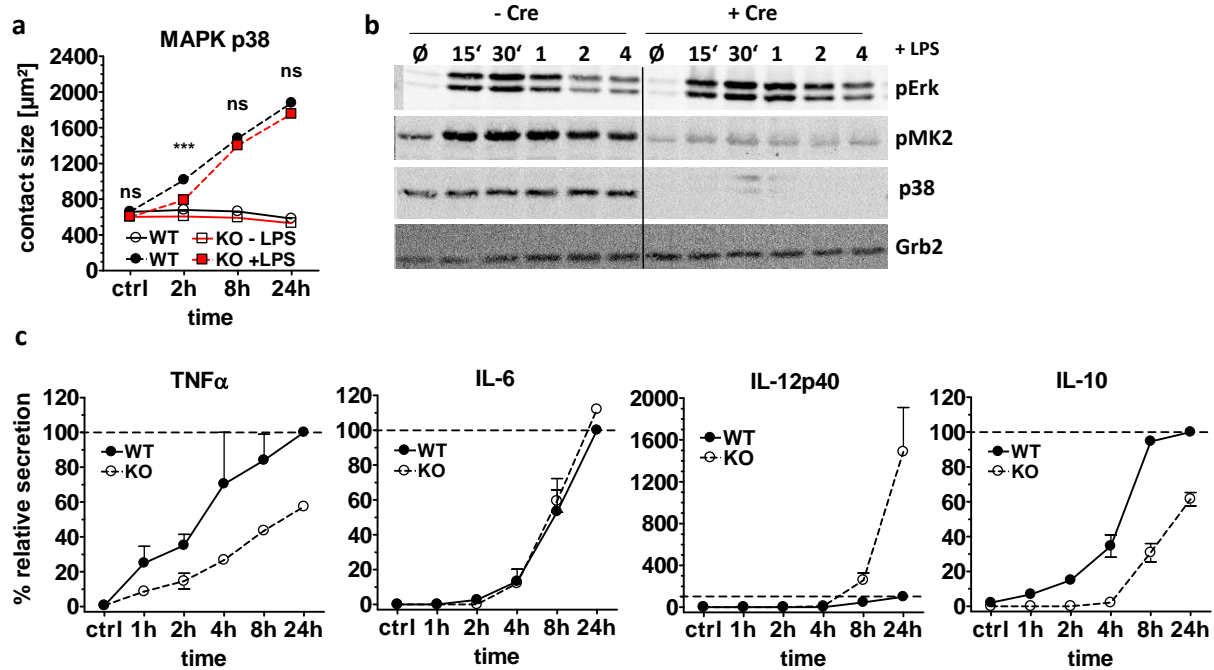 a
MAPK p38
contact size [µm²]
2400
2000
1600
1200
800
400
0
ns
***
ns
ns
WT
KO - LPS
WT
KO +LPS
ctrl 2h 8h 24h
time
b
- Cre + Cre
Ø 15‘ 30‘ 1 2 4 Ø 15‘ 30‘ 1 2 4 + LPS
pErk
pMK2
p38
Grb2
c
TNFα
% relative secretion
120
100
80
60
40
20
0
WT
KO
ctrl 1h 2h 4h 8h 24h
time
IL-6
120
100
80
60
40
20
0
WT
KO
ctrl 1h 2h 4h 8h 24h
time
IL-12p40
2000
1600
1200
800
400
0
WT
KO
ctrl 1h 2h 4h 8h 24h
time
IL-10
120
100
80
60
40
20
0
WT
KO
ctrl 1h 2h 4h 8h 24h
time